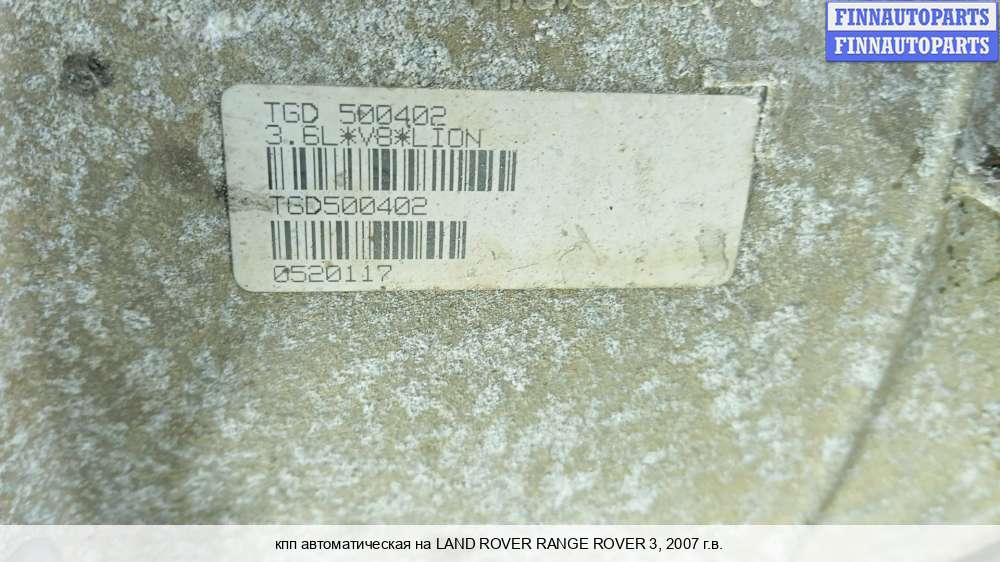 FINNAUTOPARTS
FINNAUTOPARTS
TGD 500402
3.6L*V8*LION
TGD500402
0520117
кпп автоматическая на LAND ROVER RANGE ROVER 3, 2007 г.в.